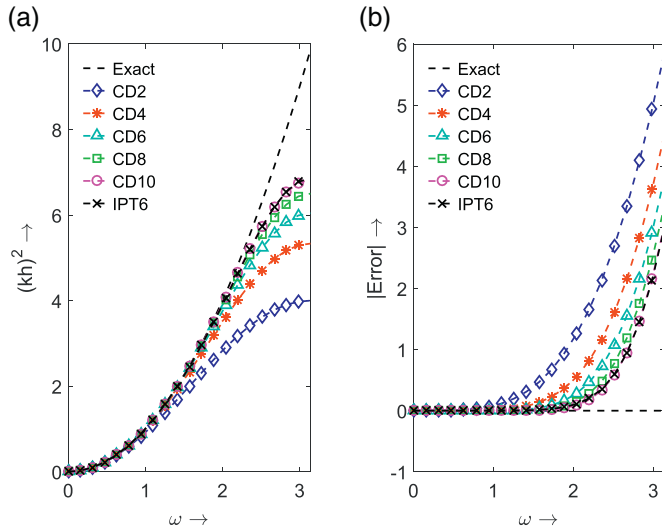 (a)
10
8
6
4
2
0
(kh)² →
Exact
CD2
CD4
CD6
CD8
CD10
IPT6
0
1
2
3
ω →
(b)
6
5
4
3
2
1
0
-1
|Error| →
Exact
CD2
CD4
CD6
CD8
CD10
IPT6
0
1
2
3
ω →